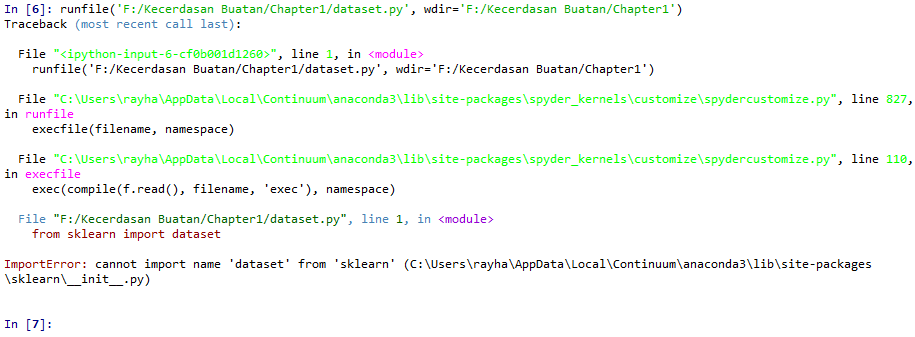 In [6]: runfile('F:/Kecerdasan Buatan/Chapter1/dataset.py', wdir='F:/Kecerdasan Buatan/Chapter1')
Traceback (most recent call last):
File "<ipython-input-6-cf0b001d1260>", line 1, in <module>
runfile('F:/Kecerdasan Buatan/Chapter1/dataset.py', wdir='F:/Kecerdasan Buatan/Chapter1')
File "C:\Users\rayha\AppData\Local\Continuum\anaconda3\lib\site-packages\spyder_kernels\customize\spydercustomize.py", line 827,
in runfile
execfile(filename, namespace)
File "C:\Users\rayha\AppData\Local\Continuum\anaconda3\lib\site-packages\spyder_kernels\customize\spydercustomize.py", line 110,
in execfile
exec(compile(f.read(), filename, 'exec'), namespace)
File "F:/Kecerdasan Buatan/Chapter1/dataset.py", line 1, in <module>
from sklearn import dataset
ImportError: cannot import name 'dataset' from 'sklearn' (C:\Users\rayha\AppData\Local\Continuum\anaconda3\lib\site-packages
\sklearn\__init__.py)
In [7]: